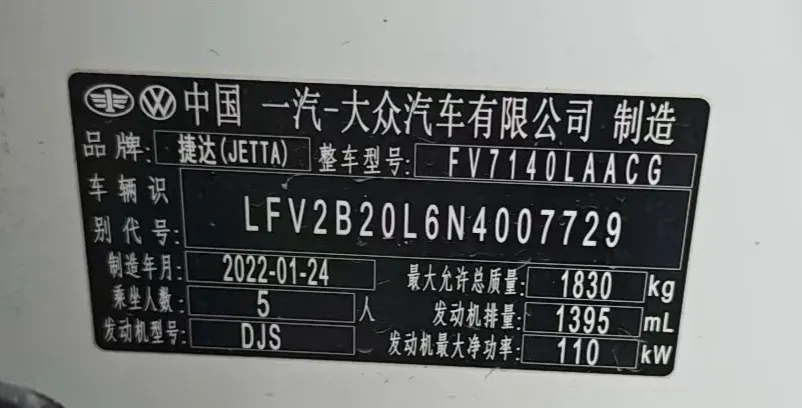 中国 一汽-大众汽车有限公司 制造
品牌: 捷达(JETTA) 整车型号: FV7140LAACG
车辆识
别代号: LFV2B20L6N4007729
制造年月: 2022-01-24 最大允许总质量: 1830 kg
乘坐人数: 5 人 发动机排量: 1395 mL
发动机型号: DJS 发动机最大净功率: 110 kW